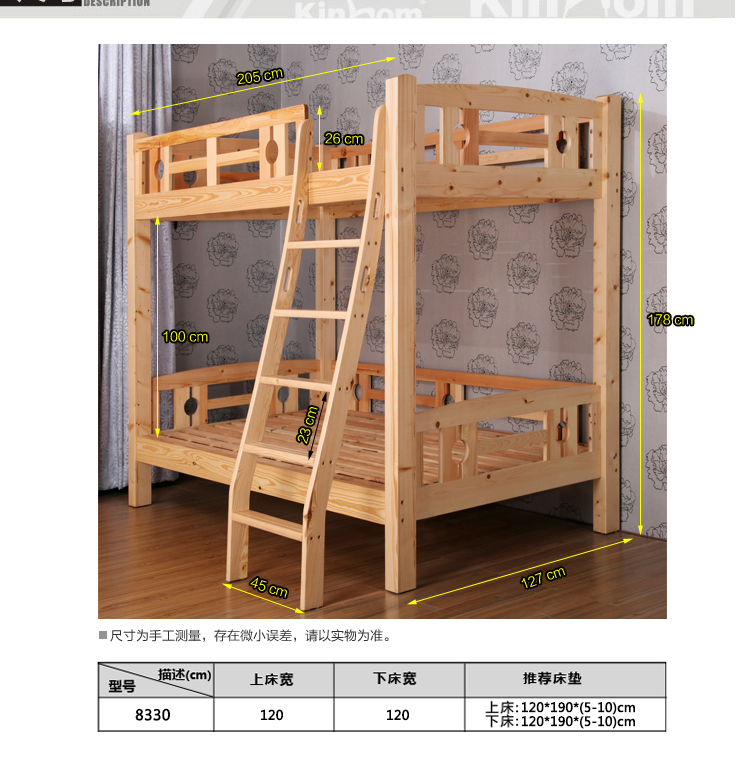 DESCRIPTION
205 cm
26 cm
100 cm
178 cm
23 cm
45 cm
127 cm
尺寸为手工测量，存在微小误差，请以实物为准。
描述(cm)
型号
上床宽
下床宽
推荐床垫
8330
120
120
上床:120*190*(5-10)cm
下床:120*190*(5-10)cm